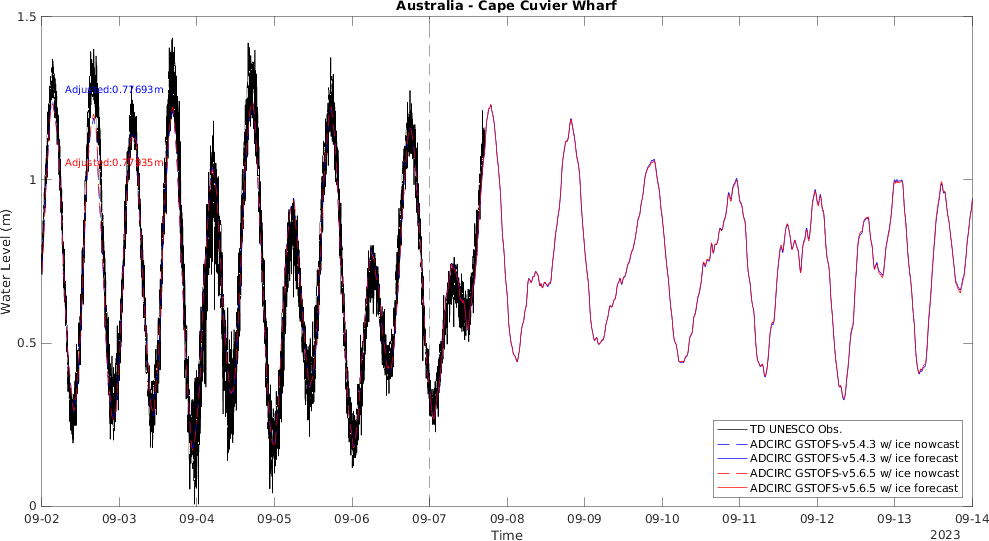 Australia - Cape Cuvier Wharf
1.5
Adjusted:0.77693m
Adjusted:0.77935m
1
0.5
0
Water Level (m)
TD UNESCO Obs.
ADCIRC GSTOFS-v5.4.3 w/ ice nowcast
ADCIRC GSTOFS-v5.4.3 w/ ice forecast
ADCIRC GSTOFS-v5.6.5 w/ ice nowcast
ADCIRC GSTOFS-v5.6.5 w/ ice forecast
09-02 09-03 09-04 09-05 09-06 09-07 09-08 09-09 09-10 09-11 09-12 09-13 09-14
Time
2023